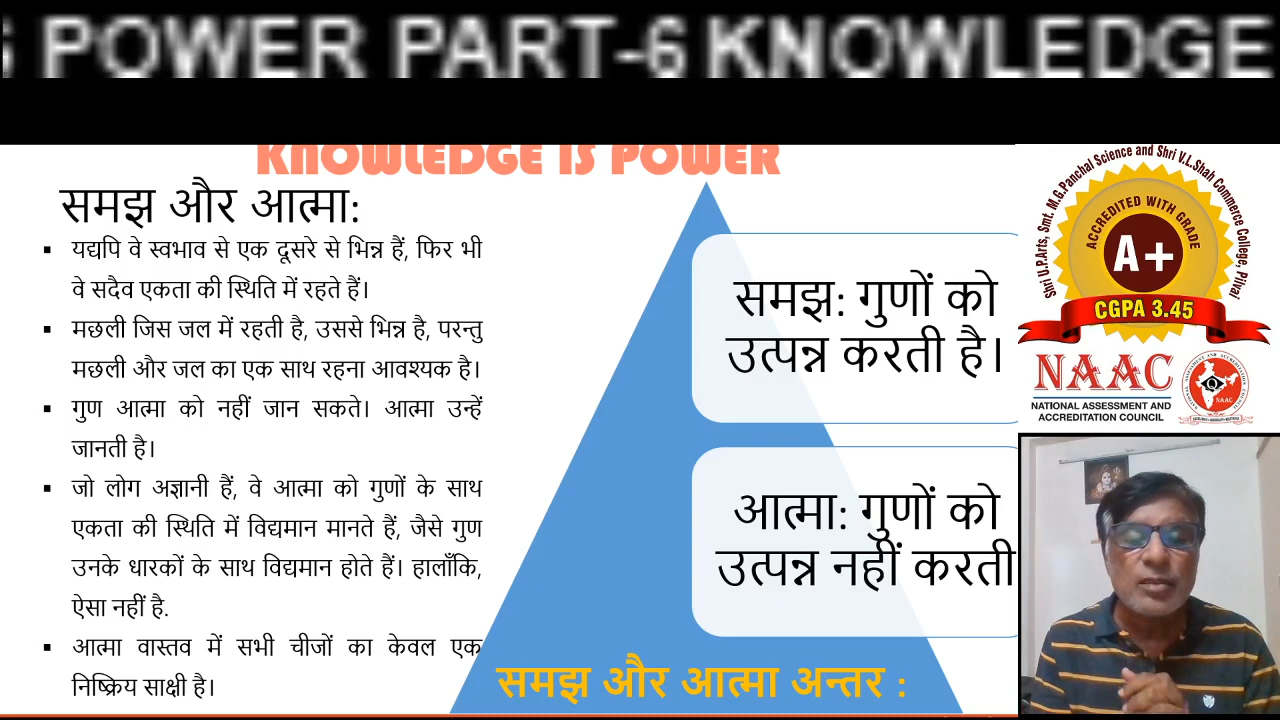 POWER PART-6 KNOWLEDGE
KNOWLEDGE IS POWER
समझ और आत्मा:
▪ यद्यपि वे स्वभाव से एक दूसरे से भिन्न हैं, फिर भी
वे सदैव एकता की स्थिति में रहते हैं।
▪ मछली जिस जल में रहती है, उससे भिन्न है, परन्तु
मछली और जल का एक साथ रहना आवश्यक है।
▪ गुण आत्मा को नहीं जान सकते। आत्मा उन्हें
जानती है।
▪ जो लोग अज्ञानी हैं, वे आत्मा को गुणों के साथ
एकता की स्थिति में विद्यमान मानते हैं, जैसे गुण
उनके धारकों के साथ विद्यमान होते हैं। हालाँकि,
ऐसा नहीं है.
▪ आत्मा वास्तव में सभी चीजों का केवल एक
निष्क्रिय साक्षी है।
समझ: गुणों को
उत्पन्न करती है।
आत्मा: गुणों को
उत्पन्न नहीं करती
समझ और आत्मा अन्तर :
Shri U.P.Arts, Smt. M.G.Panchal Science and Shri V.L.Shah Commerce College, Pilvai
ACCREDITED WITH GRADE
A+
CGPA 3.45
NAAC
NATIONAL ASSESSMENT AND
ACCREDITATION COUNCIL
NAAC